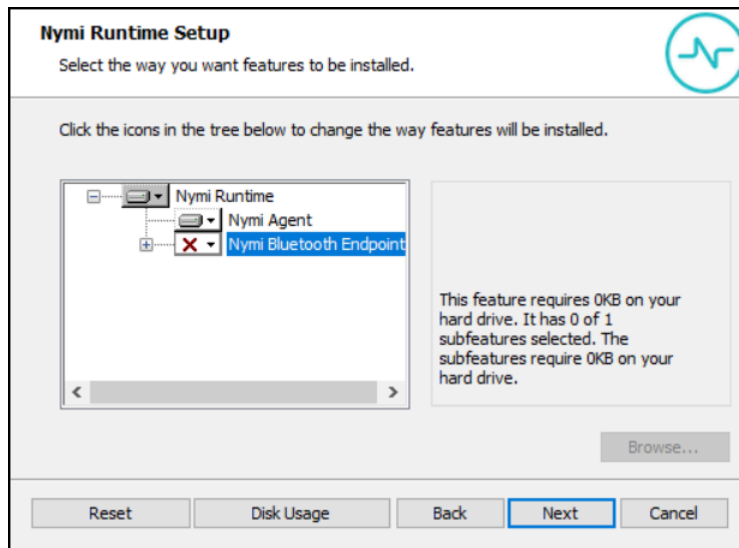 Nymi Runtime Setup
Select the way you want features to be installed.
Click the icons in the tree below to change the way features will be installed.
Nymi Runtime
Nymi Agent
Nymi Bluetooth Endpoint
This feature requires 0KB on your
hard drive. It has 0 of 1
subfeatures selected. The
subfeatures require 0KB on your
hard drive.
Browse...
Reset
Disk Usage
Back
Next
Cancel